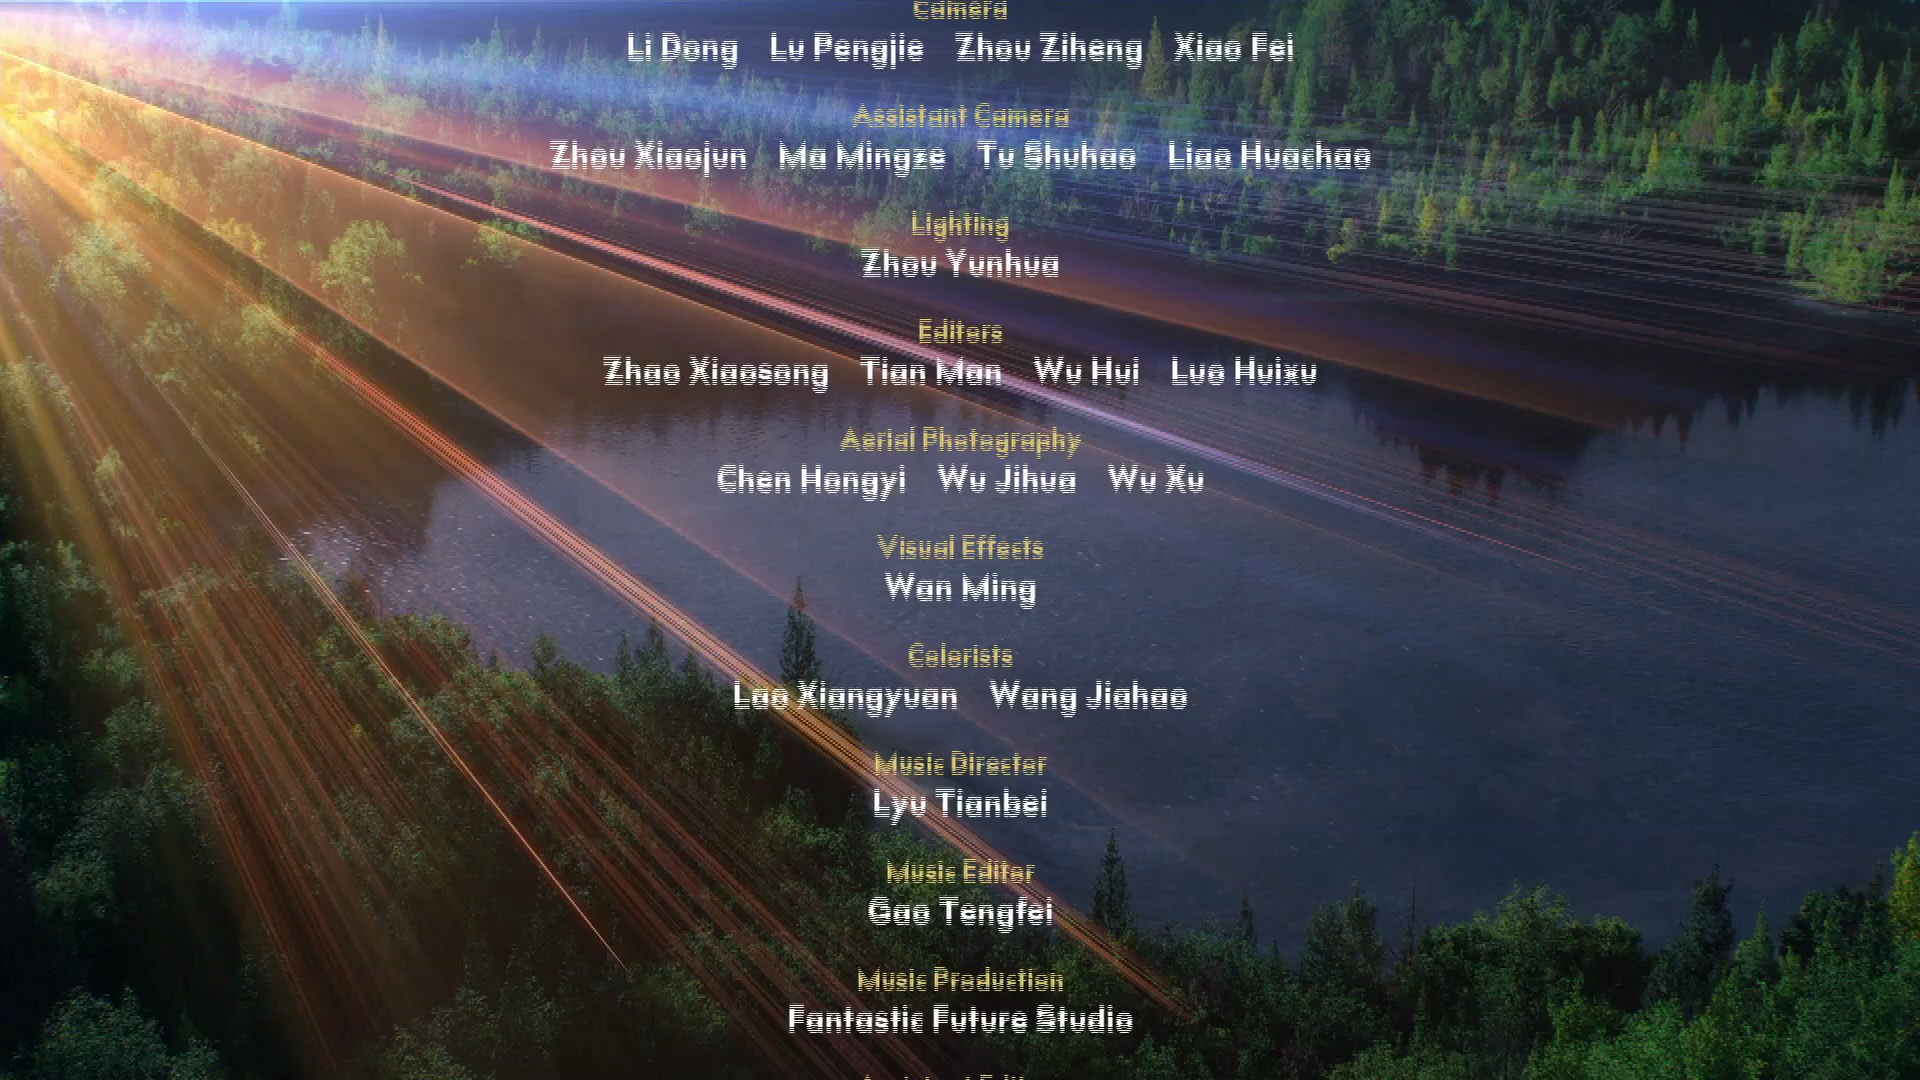 Camera
Li Dong Lu Pengjie Zhou Ziheng Xiao Fei
Assistant Camera
Zhou Xiaojun Ma Mingze Tu Shuhao Liao Huachao
Lighting
Zhou Yunhua
Editors
Zhao Xiaosong Tian Man Wu Hui Luo Huixu
Aerial Photography
Chen Hongyi Wu Jihua Wu Xu
Visual Effects
Wan Ming
Colorists
Lao Xiangyuan Wang Jiahao
Music Director
Lyu Tianbei
Music Editor
Gao Tengfei
Music Production
Fantastic Future Studio